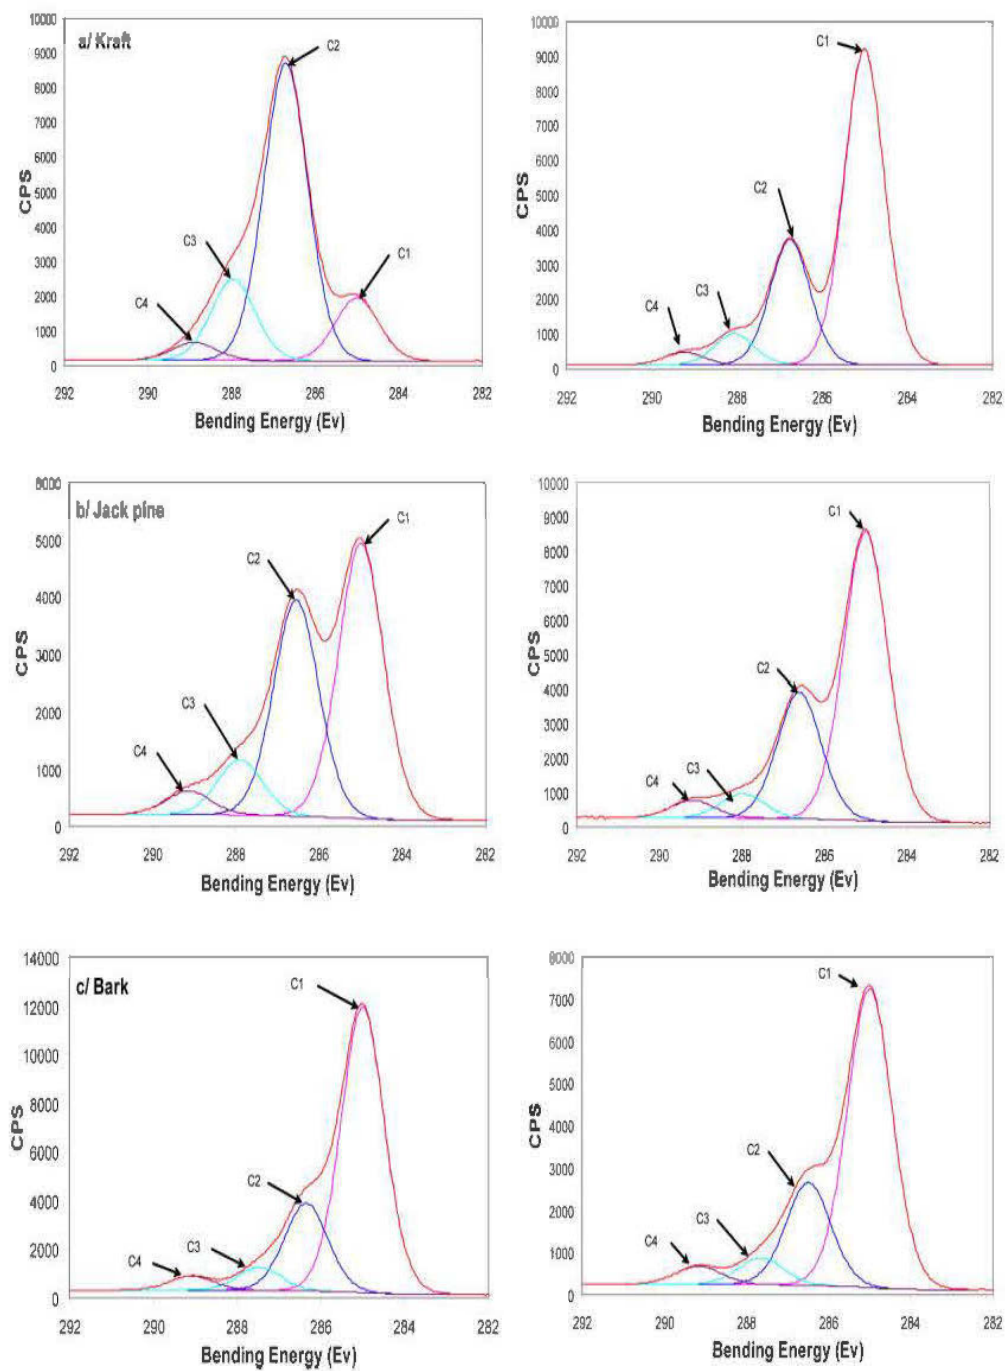 a/ Kraft
10000
9000
8000
7000
6000
5000
4000
3000
2000
1000
0
CPS
C2
C3
C1
C4
292 290 288 286 284 282
Bending Energy (Ev)
10000
9000
8000
7000
6000
5000
4000
3000
2000
1000
0
CPS
C1
C2
C3
C4
292 290 288 286 284 282
Bending Energy (Ev)
b/ Jack pine
6000
5000
4000
3000
2000
1000
0
CPS
C1
C2
C3
C4
292 290 288 286 284 282
Bending Energy (Ev)
10000
9000
8000
7000
6000
5000
4000
3000
2000
1000
0
CPS
C1
C2
C3
C4
292 290 288 286 284 282
Bending Energy (Ev)
c/ Bark
14000
12000
10000
8000
6000
4000
2000
0
CPS
C1
C2
C3
C4
292 290 288 286 284 282
Bending Energy (Ev)
8000
7000
6000
5000
4000
3000
2000
1000
0
CPS
C1
C2
C3
C4
292 290 288 286 284 282
Bending Energy (Ev)